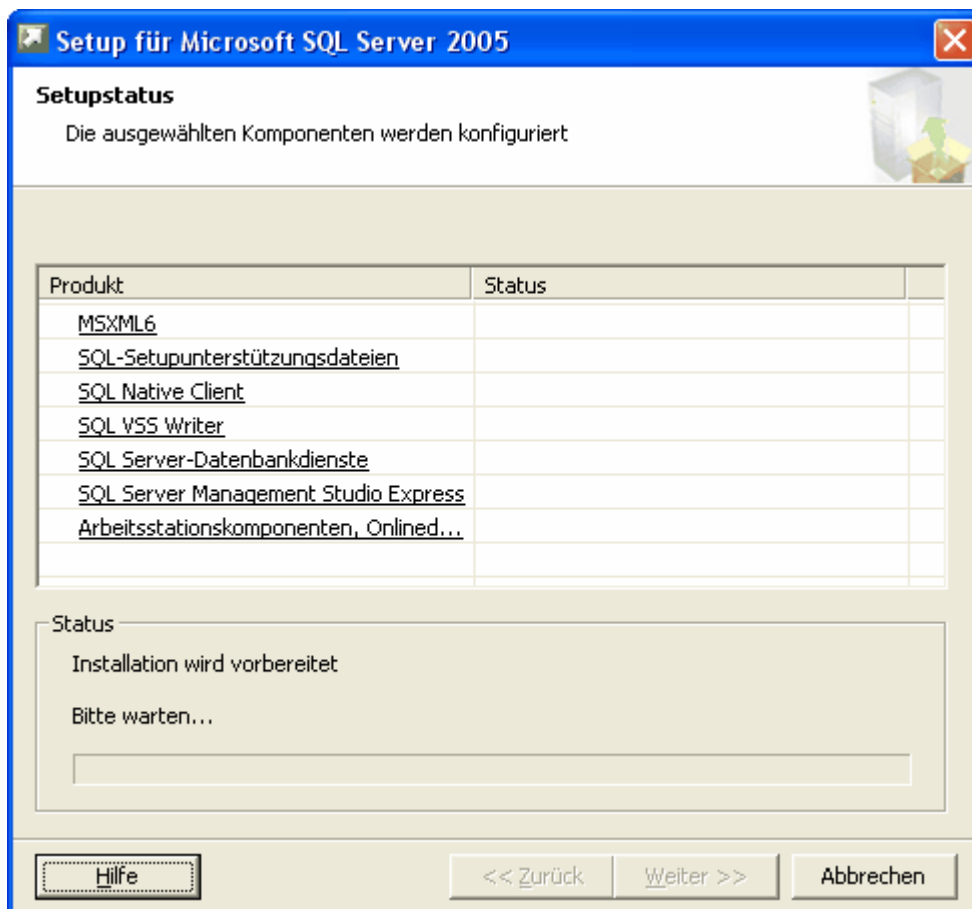 Setup für Microsoft SQL Server 2005
Setupstatus
Die ausgewählten Komponenten werden konfiguriert
Produkt Status
MSXML6
SQL-Setupunterstützungsdateien
SQL Native Client
SQL VSS Writer
SQL Server-Datenbankdienste
SQL Server Management Studio Express
Arbeitsstationskomponenten, Onlined...
Status
Installation wird vorbereitet
Bitte warten...
Hilfe << Zurück Weiter >> Abbrechen